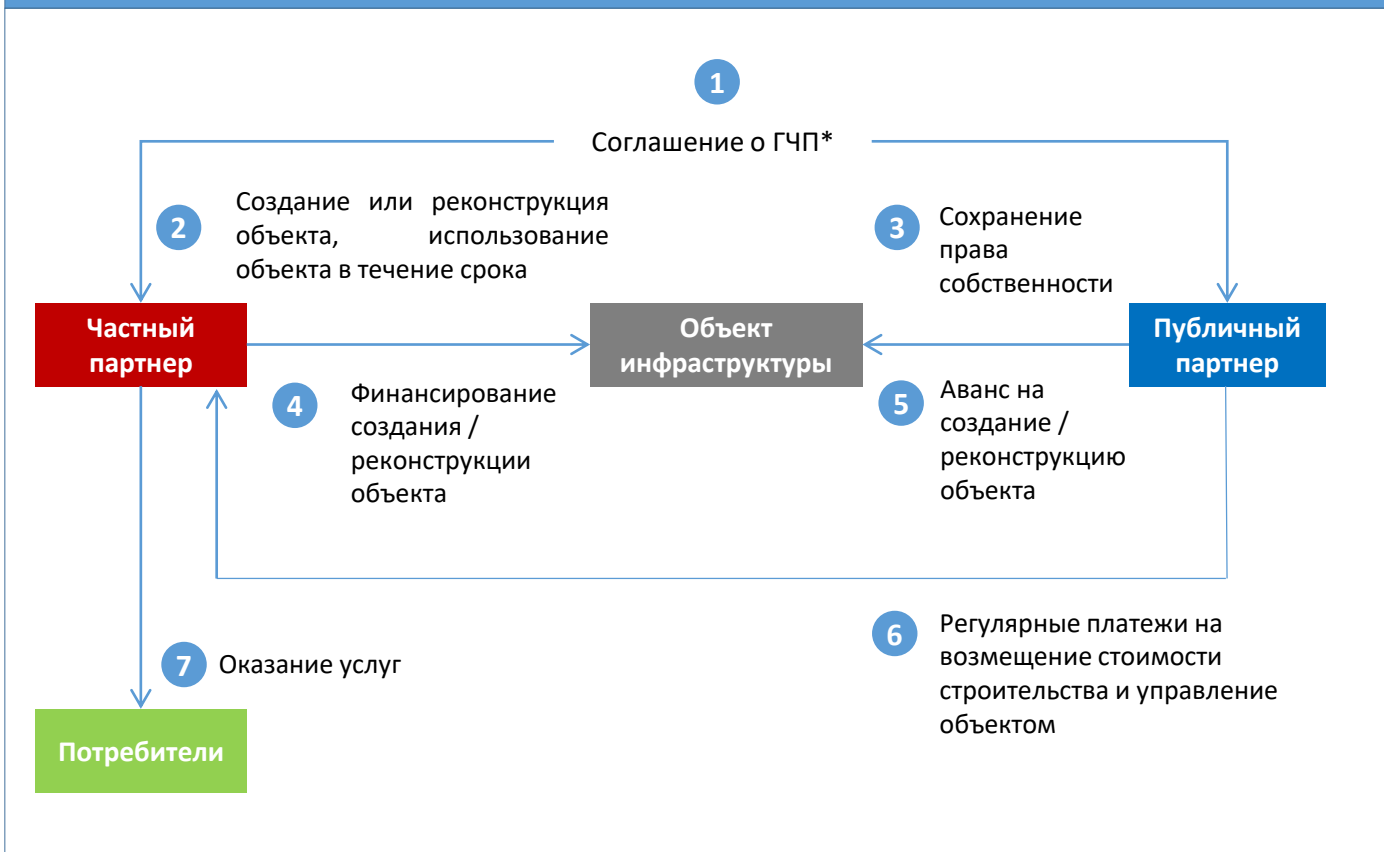 1
Соглашение о ГЧП*
2
Создание или реконструкция
объекта, использование
объекта в течение срока
3
Сохранение
права
собственности
Частный
партнер
Объект
инфраструктуры
Публичный
партнер
4
Финансирование
создания /
реконструкции
объекта
5
Аванс на
создание /
реконструкцию
объекта
6
Регулярные платежи на
возмещение стоимости
строительства и управление
объектом
7
Оказание услуг
Потребители